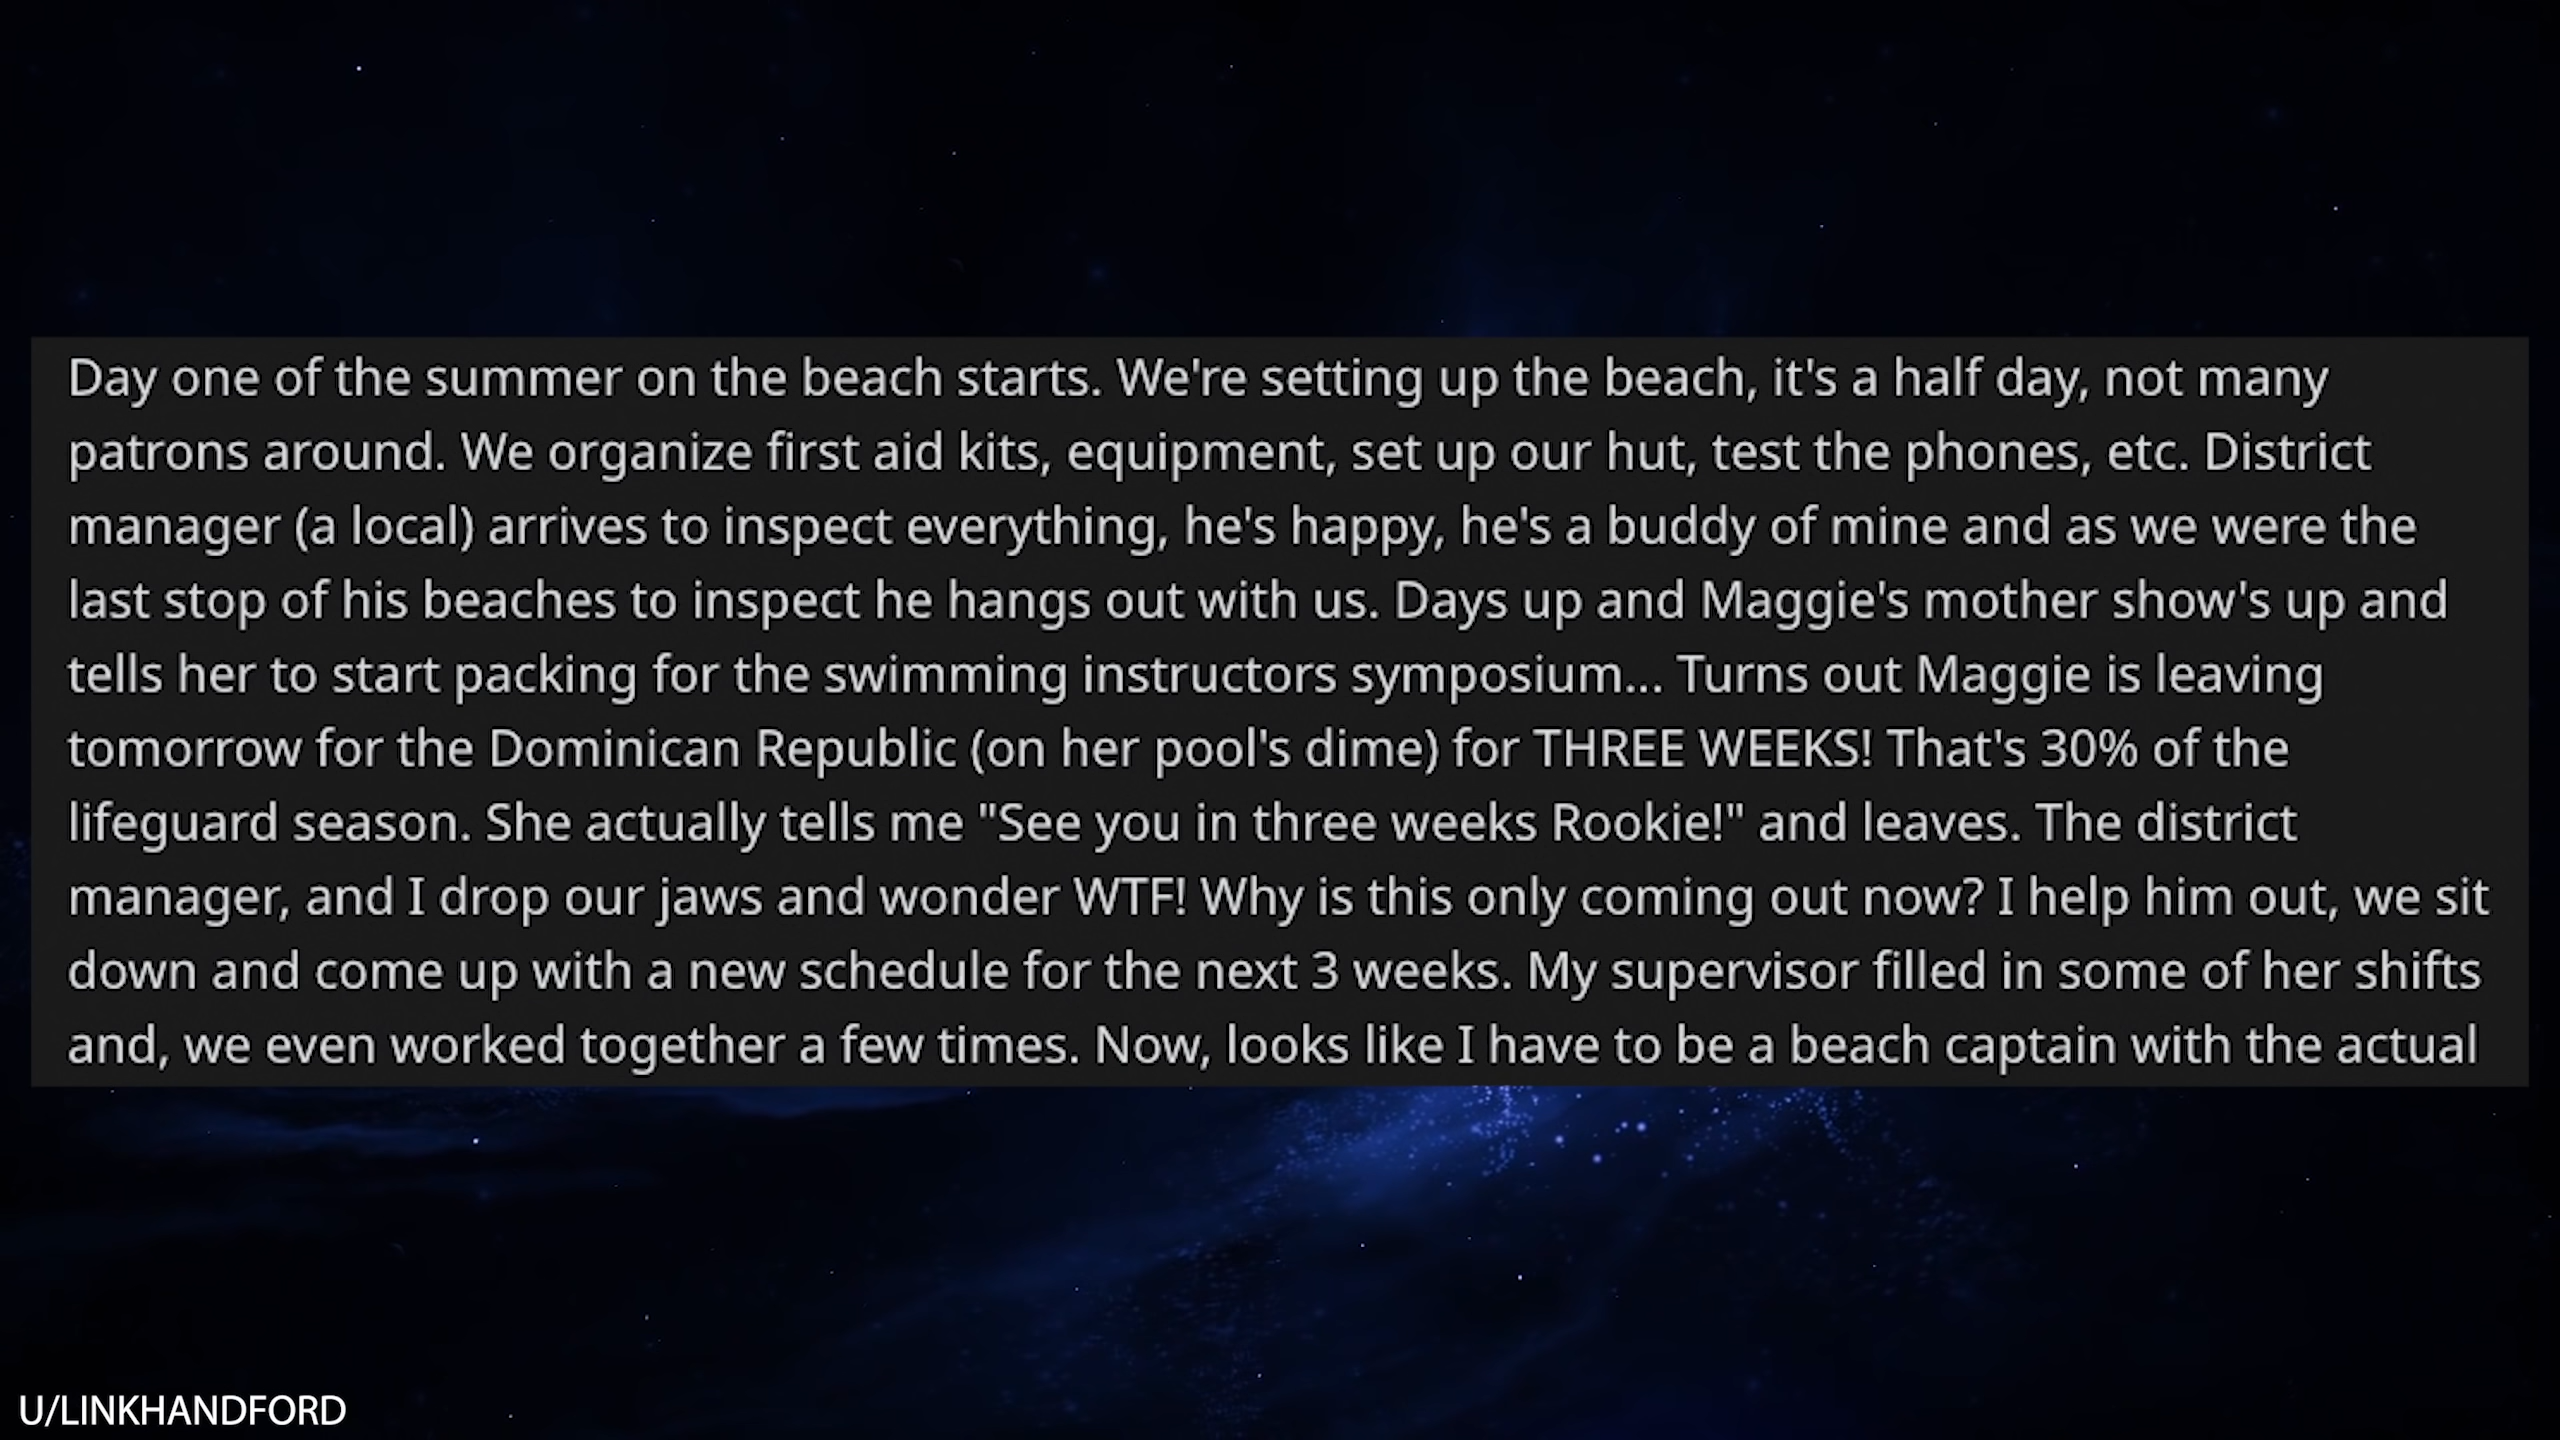 Day one of the summer on the beach starts. We're setting up the beach, it's a half day, not many
patrons around. We organize first aid kits, equipment, set up our hut, test the phones, etc. District
manager (a local) arrives to inspect everything, he's happy, he's a buddy of mine and as we were the
last stop of his beaches to inspect he hangs out with us. Days up and Maggie's mother show's up and
tells her to start packing for the swimming instructors symposium... Turns out Maggie is leaving
tomorrow for the Dominican Republic (on her pool's dime) for THREE WEEKS! That's 30% of the
lifeguard season. She actually tells me "See you in three weeks Rookie!" and leaves. The district
manager, and I drop our jaws and wonder WTF! Why is this only coming out now? I help him out, we sit
down and come up with a new schedule for the next 3 weeks. My supervisor filled in some of her shifts
and, we even worked together a few times. Now, looks like I have to be a beach captain with the actual
U/LINKHANDFORD